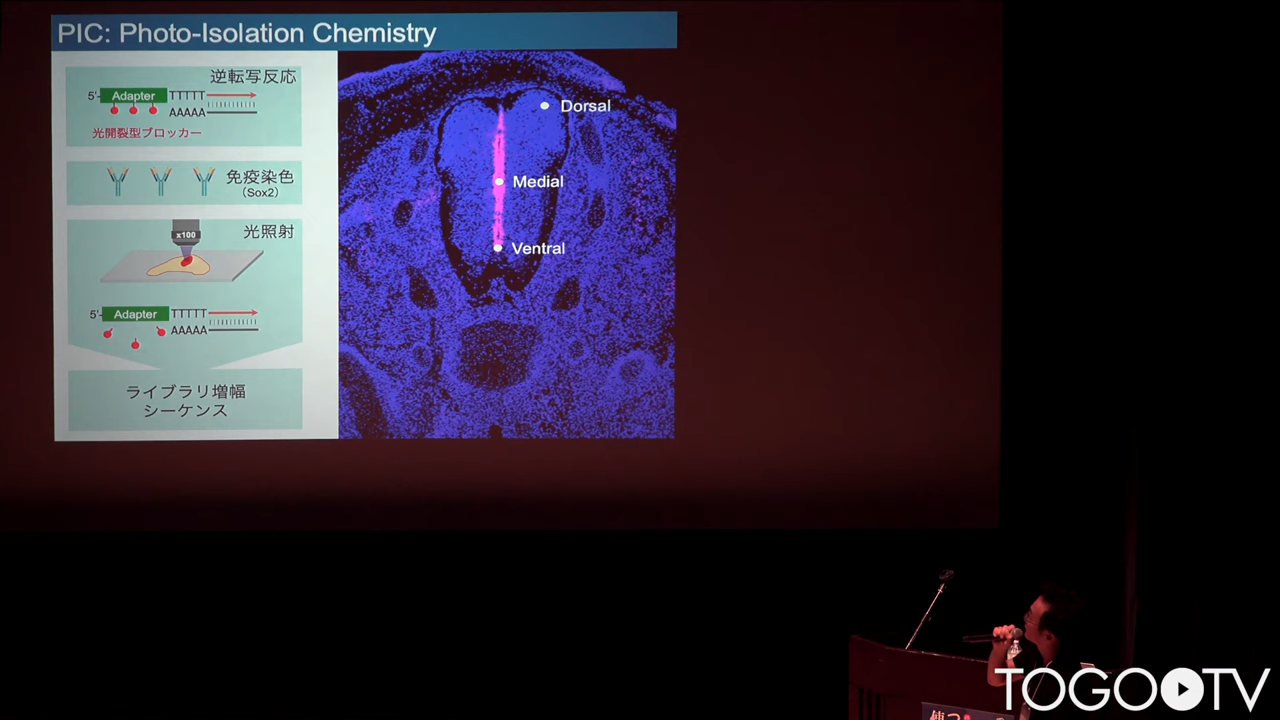 PIC: Photo-Isolation Chemistry
逆転写反応
5'- Adapter TTTTT
AAAAA
光開裂型ブロッカー
免疫染色
(Sox2)
光照射
x100
5'- Adapter TTTTT
AAAAA
ライブラリ増幅
シーケンス
Dorsal
Medial
Ventral
TOGOTV